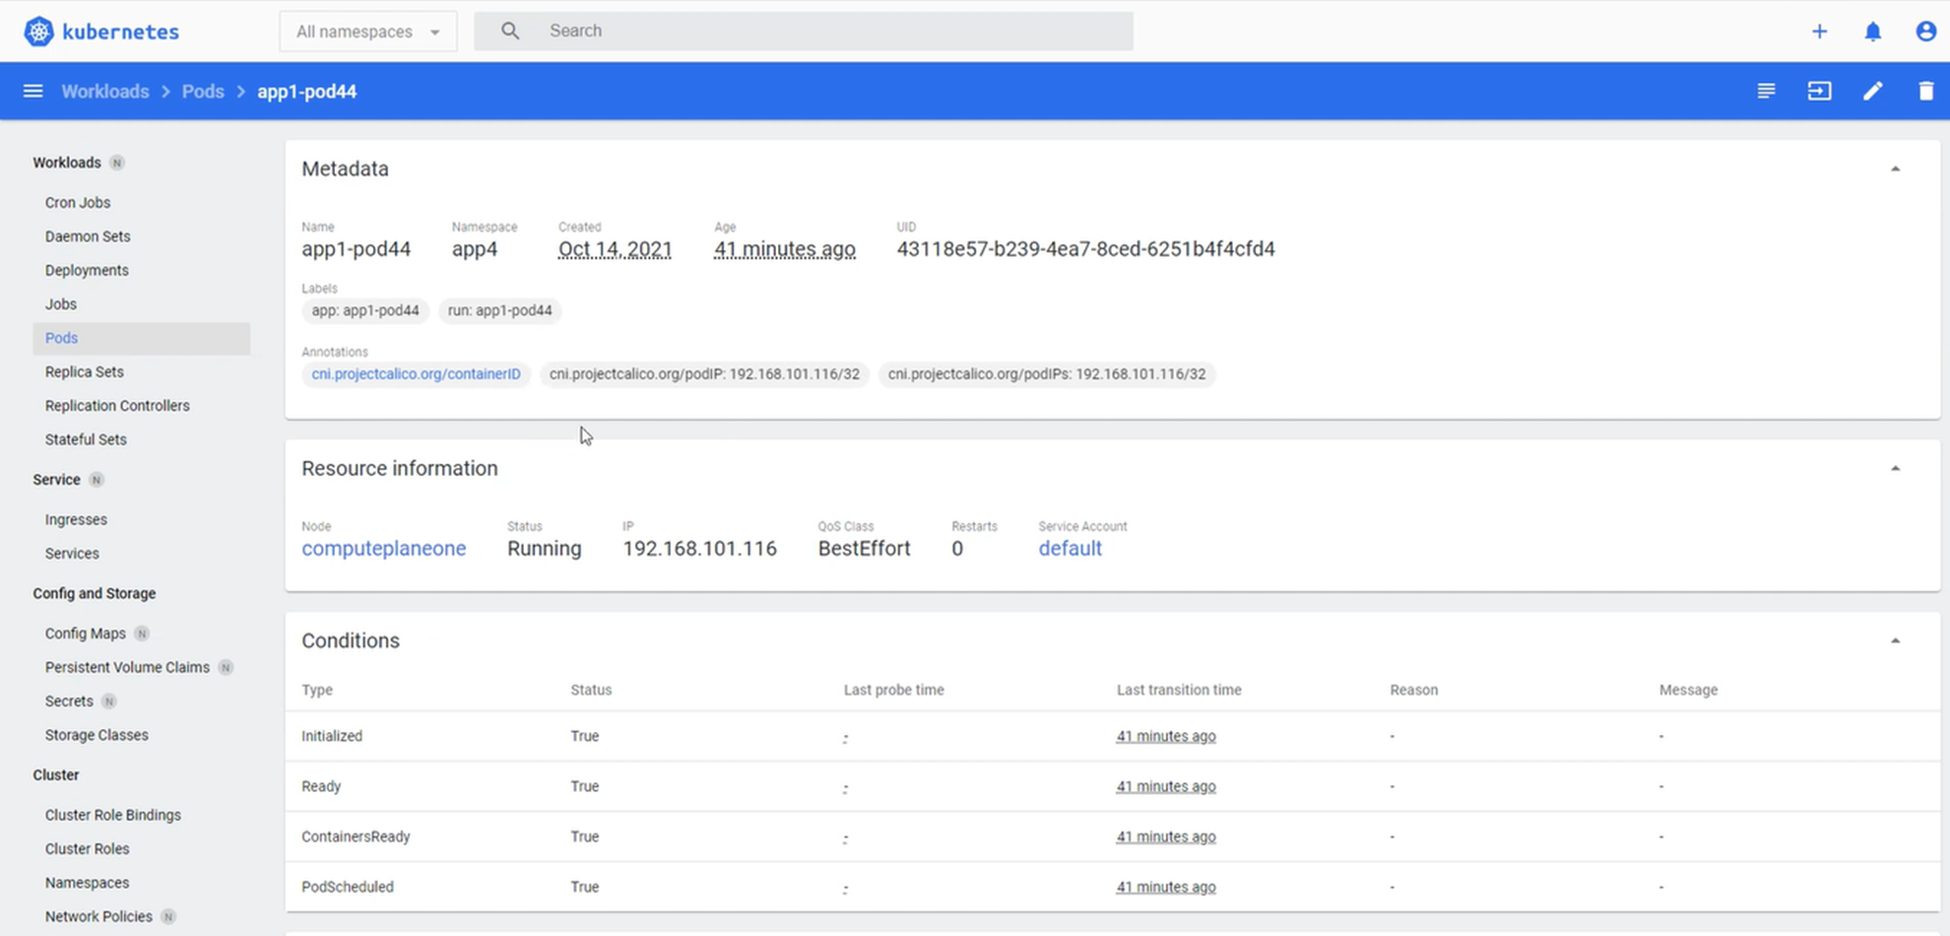 kubernetes
All namespaces
Search
Workloads > Pods > app1-pod44
Workloads N
Cron Jobs
Daemon Sets
Deployments
Jobs
Pods
Replica Sets
Replication Controllers
Stateful Sets
Service N
Ingresses
Services
Config and Storage
Config Maps N
Persistent Volume Claims N
Secrets N
Storage Classes
Cluster
Cluster Role Bindings
Cluster Roles
Namespaces
Network Policies N
Metadata
Name Namespace Created Age UID
app1-pod44 app4 Oct 14, 2021 41 minutes ago 43118e57-b239-4ea7-8ced-6251b4f4cfd4
Labels
app: app1-pod44 run: app1-pod44
Annotations
cni.projectcalico.org/containerID cni.projectcalico.org/podIP: 192.168.101.116/32 cni.projectcalico.org/podIPs: 192.168.101.116/32
Resource information
Node Status IP QoS Class Restarts Service Account
computeplaneone Running 192.168.101.116 BestEffort 0 default
Conditions
Type Status Last probe time Last transition time Reason Message
Initialized True - 41 minutes ago - -
Ready True - 41 minutes ago - -
ContainersReady True - 41 minutes ago - -
PodScheduled True - 41 minutes ago - -